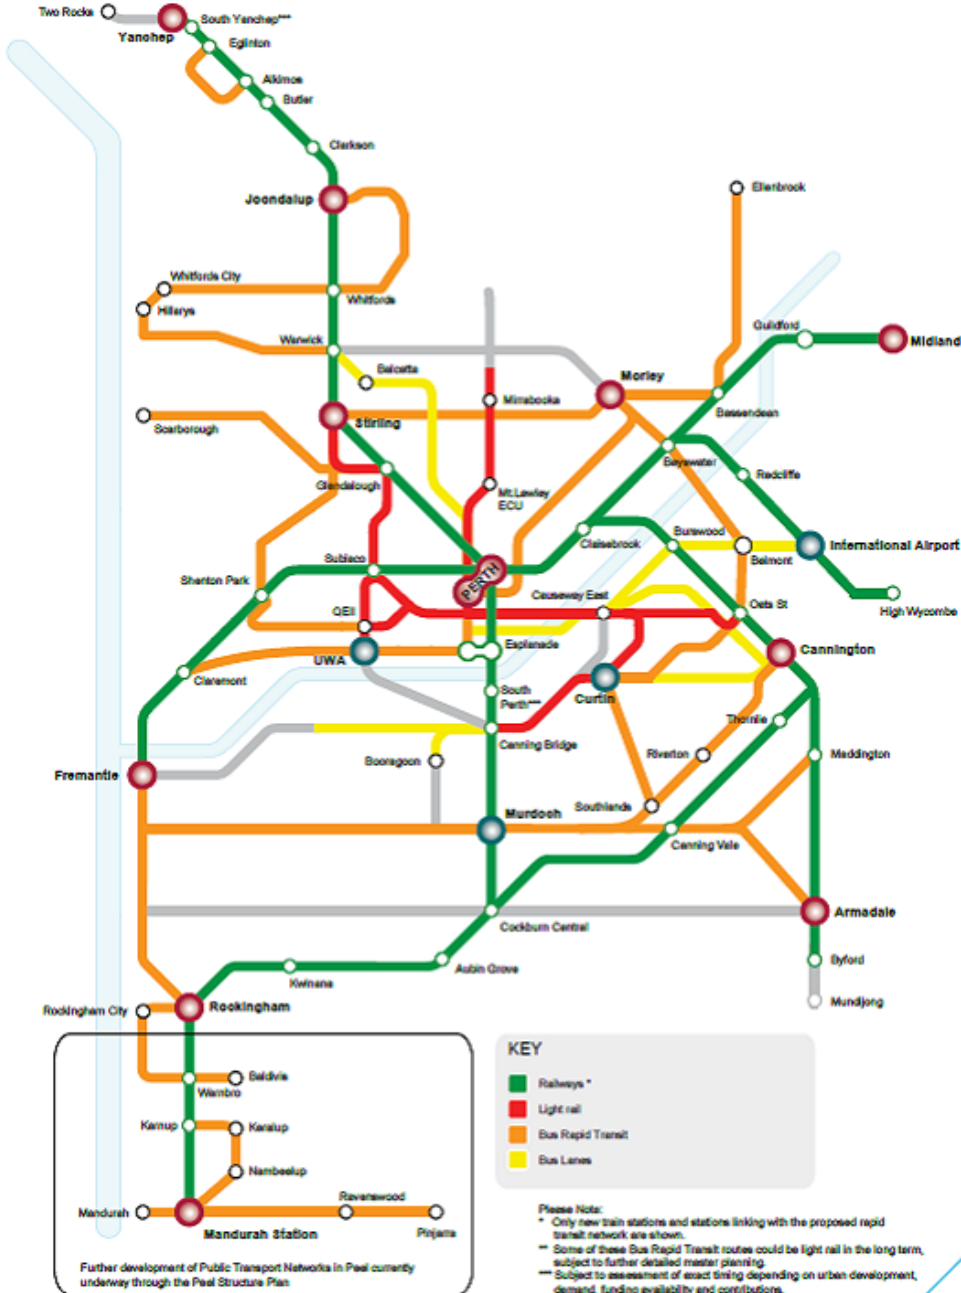 Two Rocks
South Yanchep***
Yanchep
Eglinton
Alkimos
Butler
Clarkson
Joondalup
Ellenbrook
Whitfords City
Whitfords
Hillarys
Guildford
Midland
Warwick
Balcatta
Morley
Mirrabooka
Bassendean
Scarborough
Stirling
Bayswater
Redcliffe
Glendalough
Mt.Lawley
ECU
Claisebrook
Burswood
International Airport
Belmont
Subiaco
Shenton Park
PERTH
Causeway East
High Wycombe
QEII
Oats St
UWA
Esplanade
Cannington
Claremont
South
Perth***
Curtin
Thornlie
Canning Bridge
Riverton
Maddington
Booragoon
Fremantle
Southlands
Murdoch
Canning Vale
Armadale
Cockburn Central
Byford
Aubin Grove
Kwinana
Mundijong
Rockingham City
Rockingham
KEY
Railways *
Light rail
Bus Rapid Transit
Bus Lanes
Baldivis
Warnbro
Karnup
Keralup
Nambeelup
Ravenswood
Mandurah
Mandurah Station
Pinjarra
Further development of Public Transport Networks in Peel currently
underway through the Peel Structure Plan
Please Note:
* Only new train stations and stations linking with the proposed rapid
transit network are shown.
** Some of these Bus Rapid Transit routes could be light rail in the long term,
subject to further detailed master planning.
*** Subject to assessment of exact timing depending on urban development,
demand, funding availability and contributions.